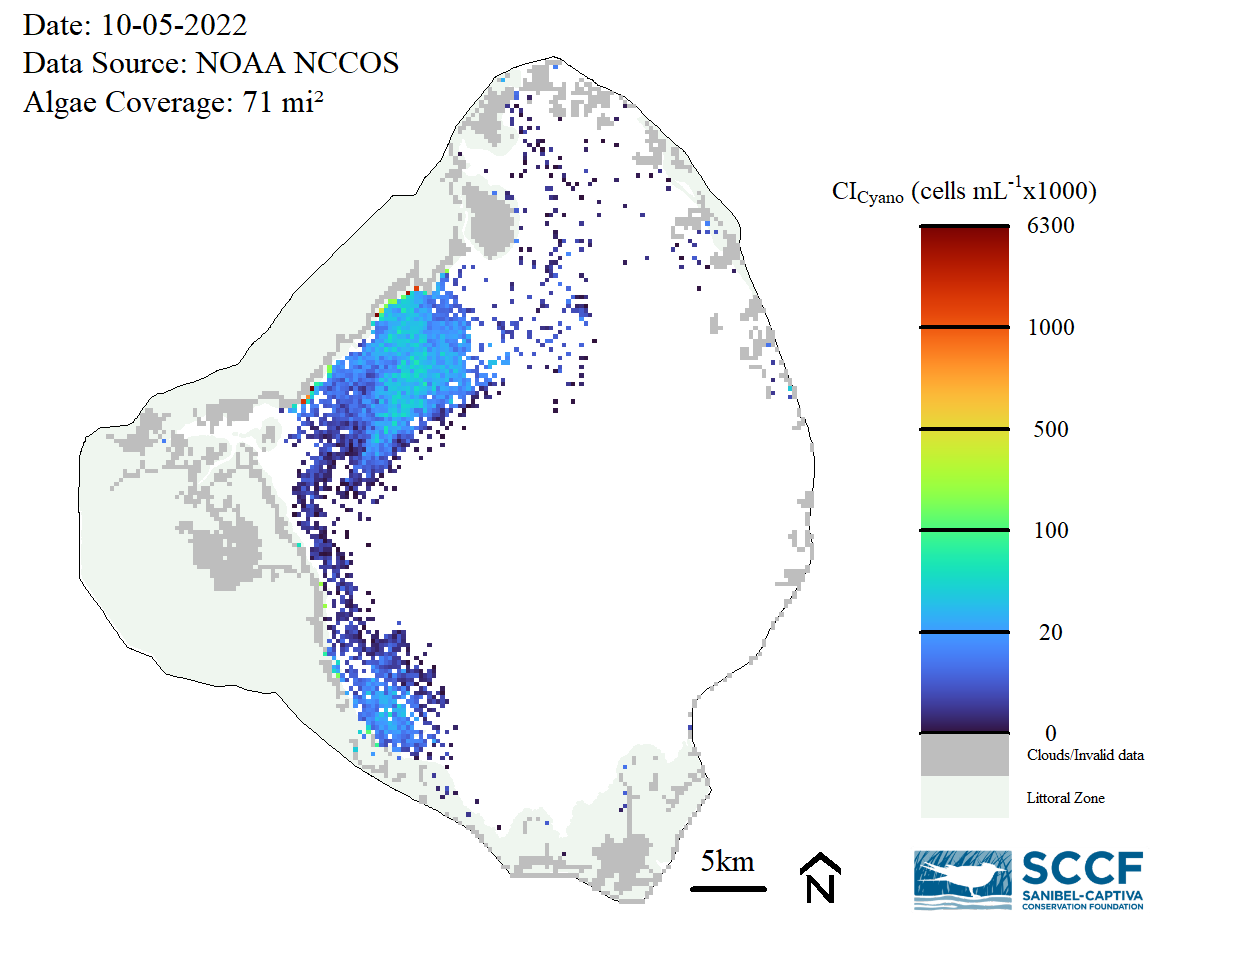 Date: 10-05-2022
Data Source: NOAA NCCOS
Algae Coverage: 71 mi²
CICyano (cells mL-1x1000)
6300
1000
500
100
20
0
Clouds/Invalid data
Littoral Zone
5km
N
SCCF
SANIBEL-CAPTIVA
CONSERVATION FOUNDATION